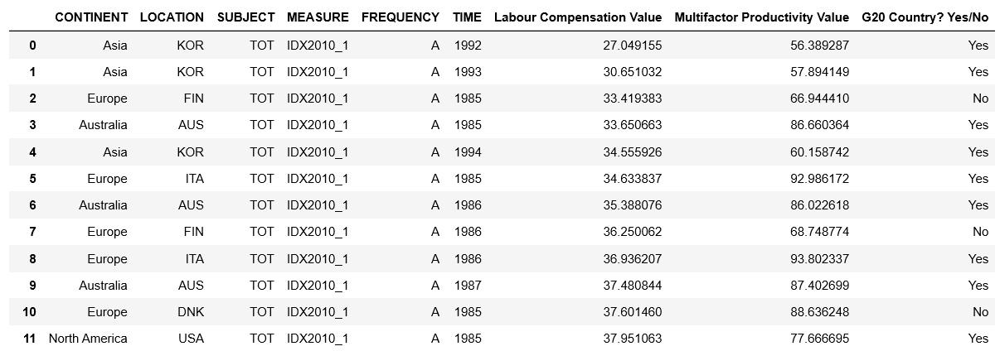 CONTINENT LOCATION SUBJECT MEASURE FREQUENCY TIME Labour Compensation Value Multifactor Productivity Value G20 Country? Yes/No
0 Asia KOR TOT IDX2010_1 A 1992 27.049155 56.389287 Yes
1 Asia KOR TOT IDX2010_1 A 1993 30.651032 57.894149 Yes
2 Europe FIN TOT IDX2010_1 A 1985 33.419383 66.944410 No
3 Australia AUS TOT IDX2010_1 A 1985 33.650663 86.660364 Yes
4 Asia KOR TOT IDX2010_1 A 1994 34.555926 60.158742 Yes
5 Europe ITA TOT IDX2010_1 A 1985 34.633837 92.986172 Yes
6 Australia AUS TOT IDX2010_1 A 1986 35.388076 86.022618 Yes
7 Europe FIN TOT IDX2010_1 A 1986 36.250062 68.748774 No
8 Europe ITA TOT IDX2010_1 A 1986 36.936207 93.802337 Yes
9 Australia AUS TOT IDX2010_1 A 1987 37.480844 87.402699 Yes
10 Europe DNK TOT IDX2010_1 A 1985 37.601460 88.636248 No
11 North America USA TOT IDX2010_1 A 1985 37.951063 77.666695 Yes